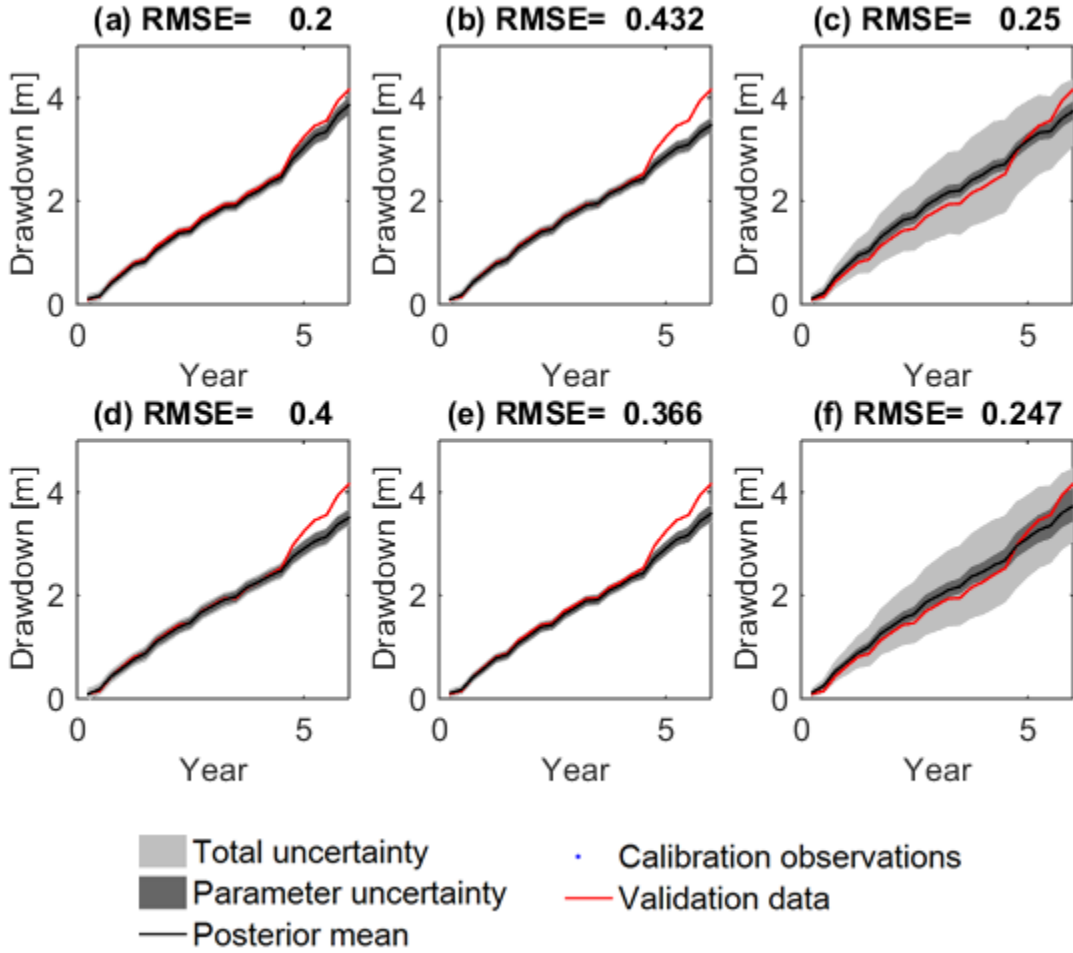 (a) RMSE= 0.2
(b) RMSE= 0.432
(c) RMSE= 0.25
Drawdown [m]
4
2
0
0
5
Year
Drawdown [m]
4
2
0
0
5
Year
Drawdown [m]
4
2
0
0
5
Year
(d) RMSE= 0.4
(e) RMSE= 0.366
(f) RMSE= 0.247
Drawdown [m]
4
2
0
0
5
Year
Drawdown [m]
4
2
0
0
5
Year
Drawdown [m]
4
2
0
0
5
Year
Total uncertainty
Parameter uncertainty
Posterior mean
Calibration observations
Validation data